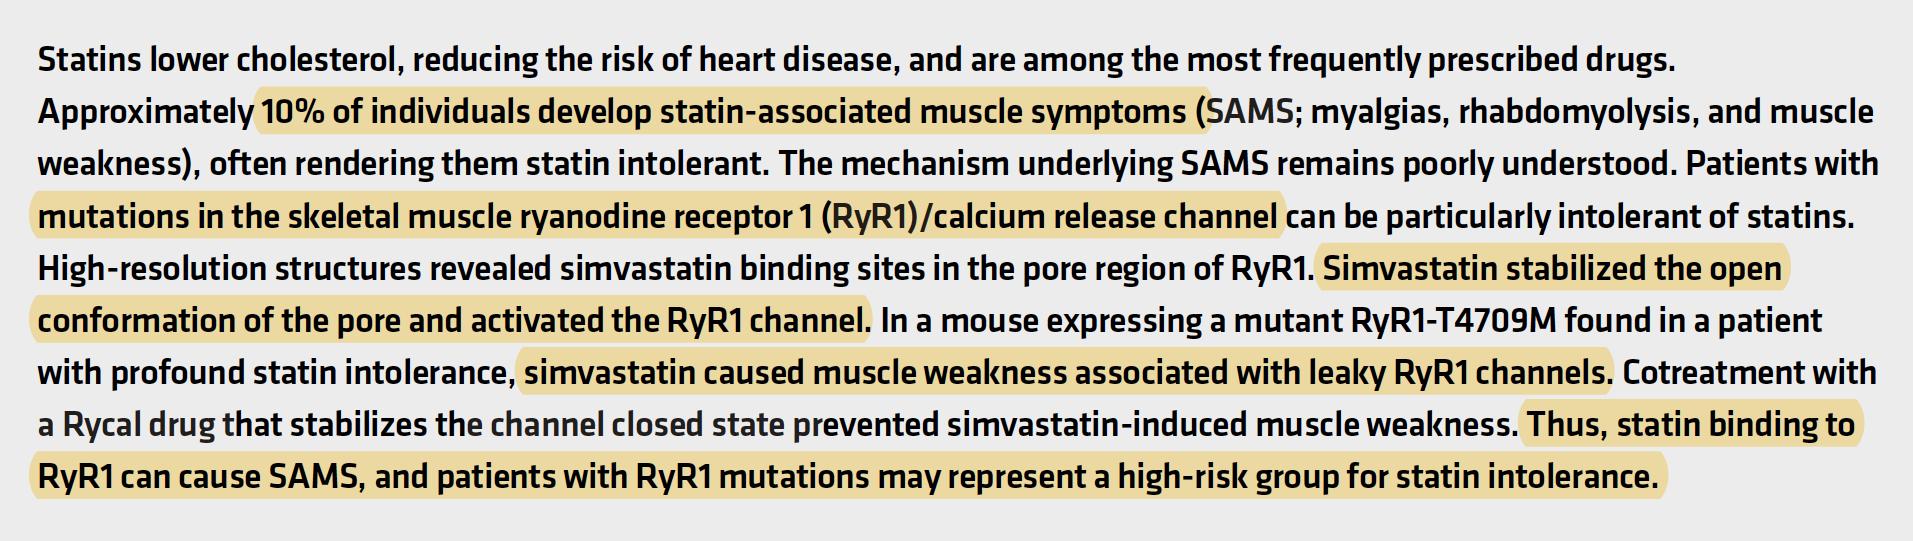 Statins lower cholesterol, reducing the risk of heart disease, and are among the most frequently prescribed drugs.
Approximately 10% of individuals develop statin-associated muscle symptoms (SAMS; myalgias, rhabdomyolysis, and muscle
weakness), often rendering them statin intolerant. The mechanism underlying SAMS remains poorly understood. Patients with
mutations in the skeletal muscle ryanodine receptor 1 (RyR1)/calcium release channel can be particularly intolerant of statins.
High-resolution structures revealed simvastatin binding sites in the pore region of RyR1. Simvastatin stabilized the open
conformation of the pore and activated the RyR1 channel. In a mouse expressing a mutant RyR1-T4709M found in a patient
with profound statin intolerance, simvastatin caused muscle weakness associated with leaky RyR1 channels. Cotreatment with
a Rycal drug that stabilizes the channel closed state prevented simvastatin-induced muscle weakness. Thus, statin binding to
RyR1 can cause SAMS, and patients with RyR1 mutations may represent a high-risk group for statin intolerance.